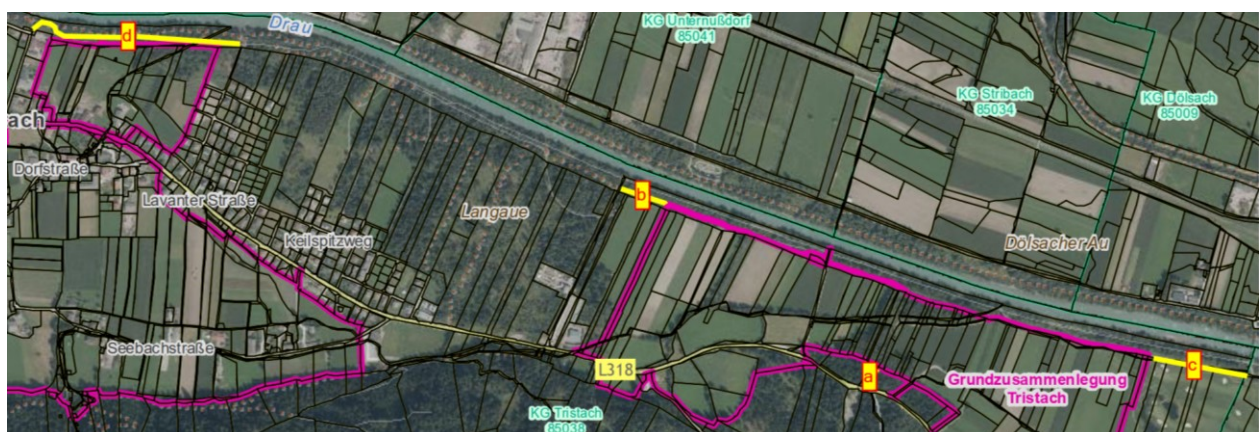 d
Drau
KG Unternußdorf
85041
KG Stribach
85034
KG Dölsach
85009
ach
Dorfstraße
Lavanter Straße
Langaue
b
Keilspitzweg
Dölsacher Au
Seebachstraße
L318
a
c
Grundzusammenlegung
Tristach
KG Tristach
85038